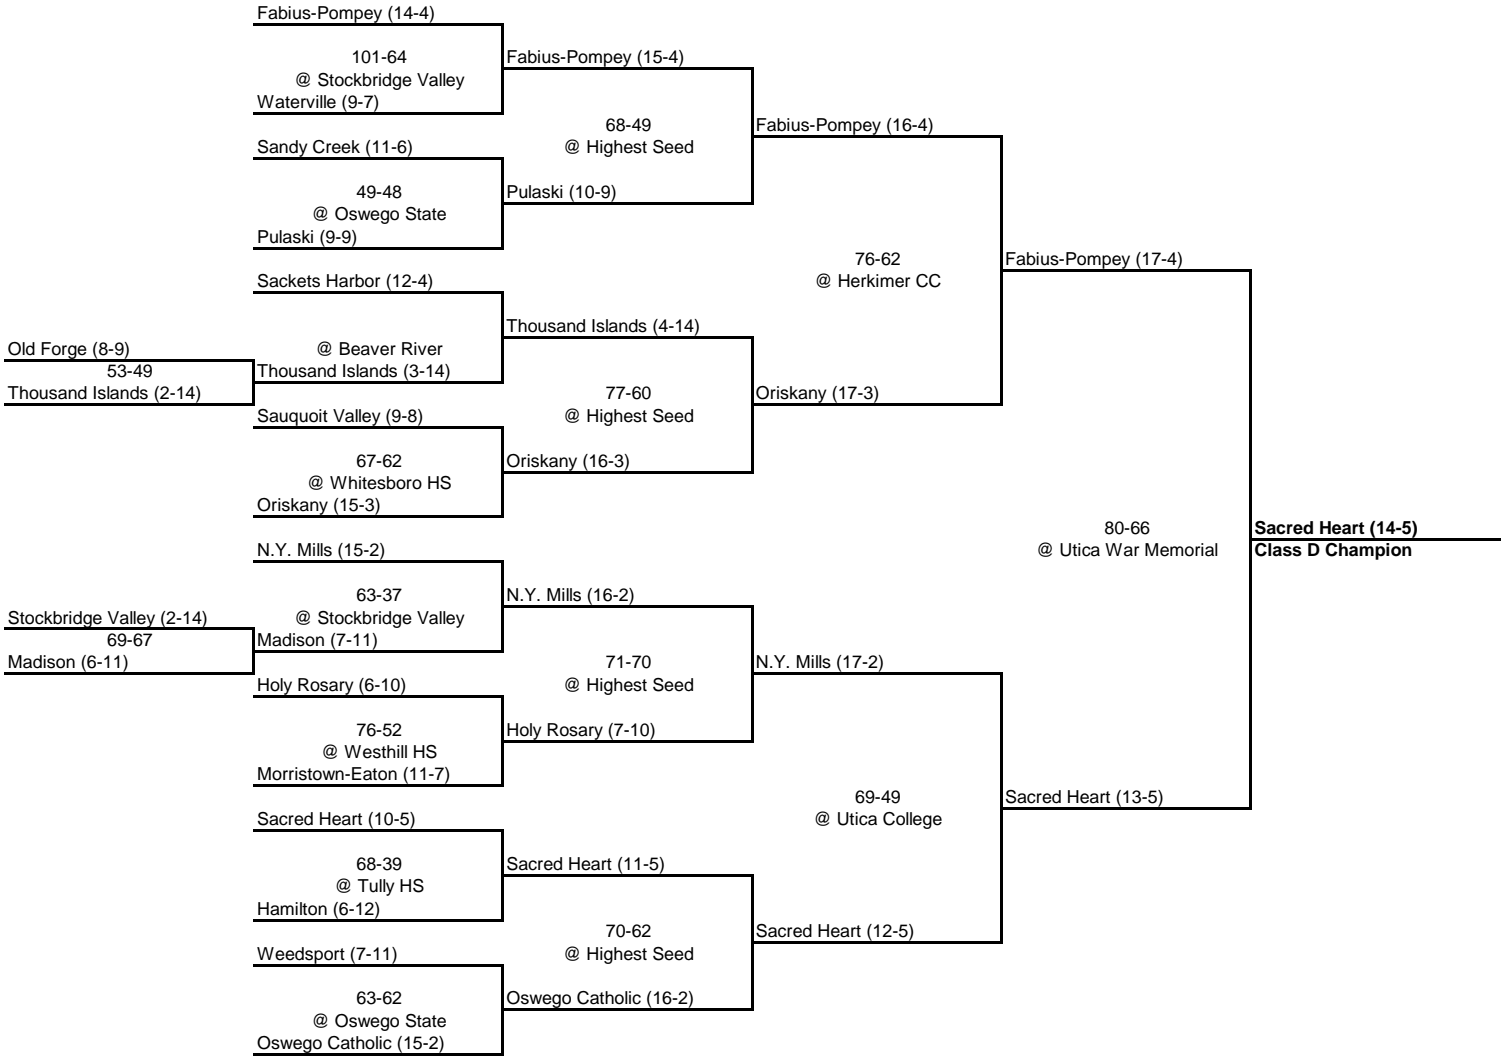 Fabius-Pompey (14-4)
101-64
@ Stockbridge Valley
Waterville (9-7)
Fabius-Pompey (15-4)
68-49
@ Highest Seed
Sandy Creek (11-6)
49-48
@ Oswego State
Pulaski (9-9)
Pulaski (10-9)
Fabius-Pompey (16-4)
76-62
@ Herkimer CC
Sackets Harbor (12-4)
@ Beaver River
Old Forge (8-9)
53-49
Thousand Islands (2-14)
Thousand Islands (3-14)
Thousand Islands (4-14)
77-60
@ Highest Seed
Sauquoit Valley (9-8)
67-62
@ Whitesboro HS
Oriskany (15-3)
Oriskany (16-3)
Oriskany (17-3)
Fabius-Pompey (17-4)
80-66
@ Utica War Memorial
Sacred Heart (14-5)
Class D Champion
N.Y. Mills (15-2)
63-37
@ Stockbridge Valley
Stockbridge Valley (2-14)
69-67
Madison (6-11)
Madison (7-11)
N.Y. Mills (16-2)
71-70
@ Highest Seed
Holy Rosary (6-10)
76-52
@ Westhill HS
Morristown-Eaton (11-7)
Holy Rosary (7-10)
N.Y. Mills (17-2)
69-49
@ Utica College
Sacred Heart (13-5)
Sacred Heart (10-5)
68-39
@ Tully HS
Hamilton (6-12)
Sacred Heart (11-5)
70-62
@ Highest Seed
Sacred Heart (12-5)
Weedsport (7-11)
63-62
@ Oswego State
Oswego Catholic (15-2)
Oswego Catholic (16-2)